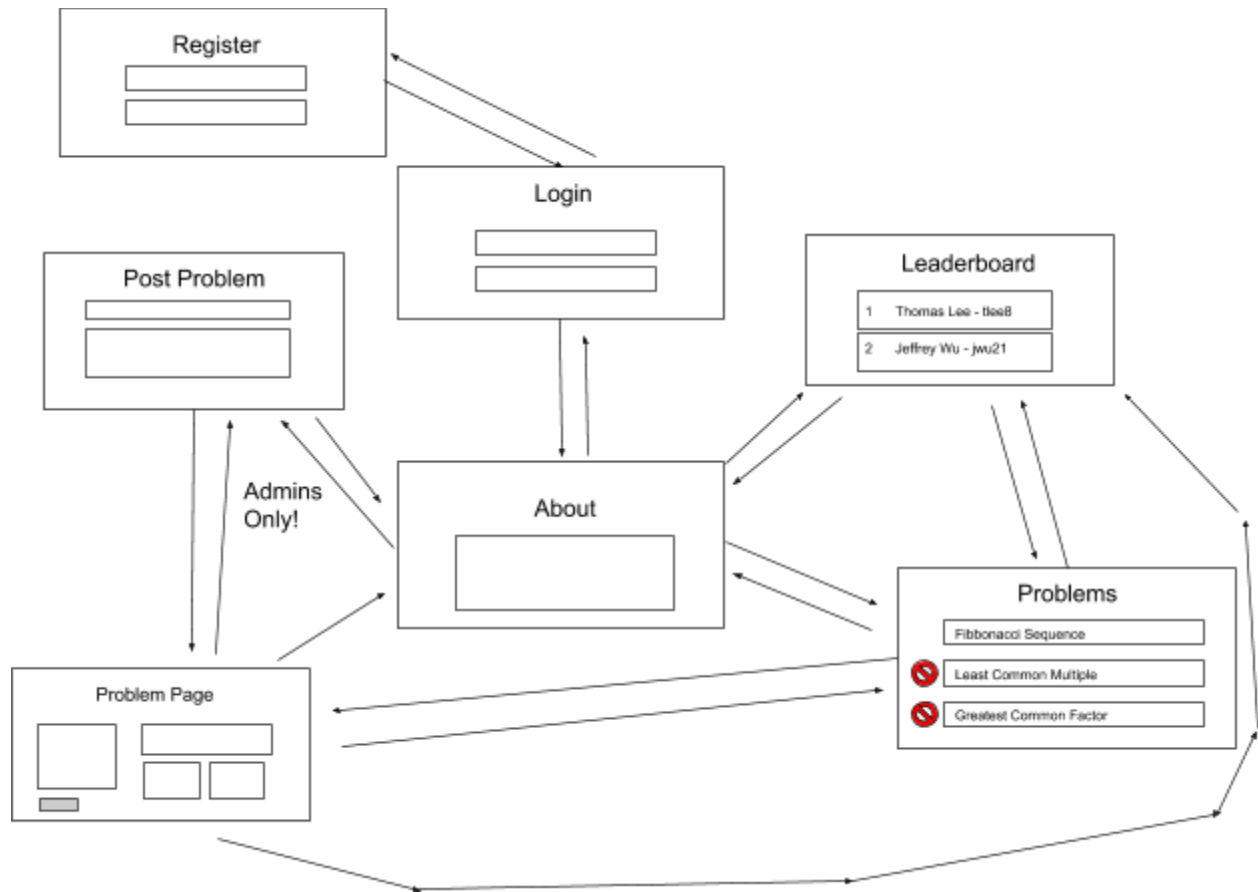 Register
Login
Post Problem
Leaderboard
1 Thomas Lee - tlee8
2 Jeffrey Wu - jwu21
Admins
Only!
About
Problems
Fibbonacci Sequence
Least Common Multiple
Greatest Common Factor
Problem Page